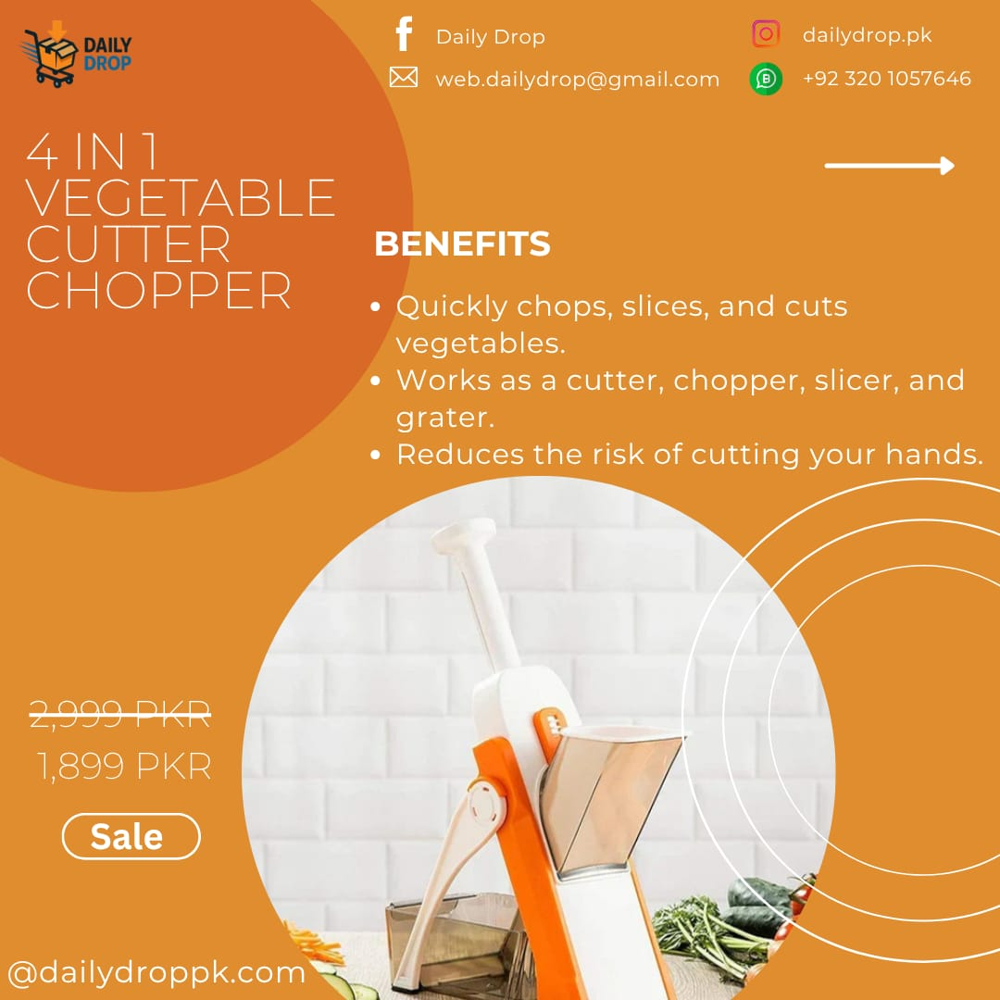 DAILY
DROP
Daily Drop
dailydrop.pk
web.dailydrop@gmail.com
+92 320 1057646
4 IN 1
VEGETABLE
CUTTER
CHOPPER
BENEFITS
• Quickly chops, slices, and cuts
vegetables.
• Works as a cutter, chopper, slicer, and
grater.
• Reduces the risk of cutting your hands.
2,999 PKR
1,899 PKR
Sale
@dailydroppk.com